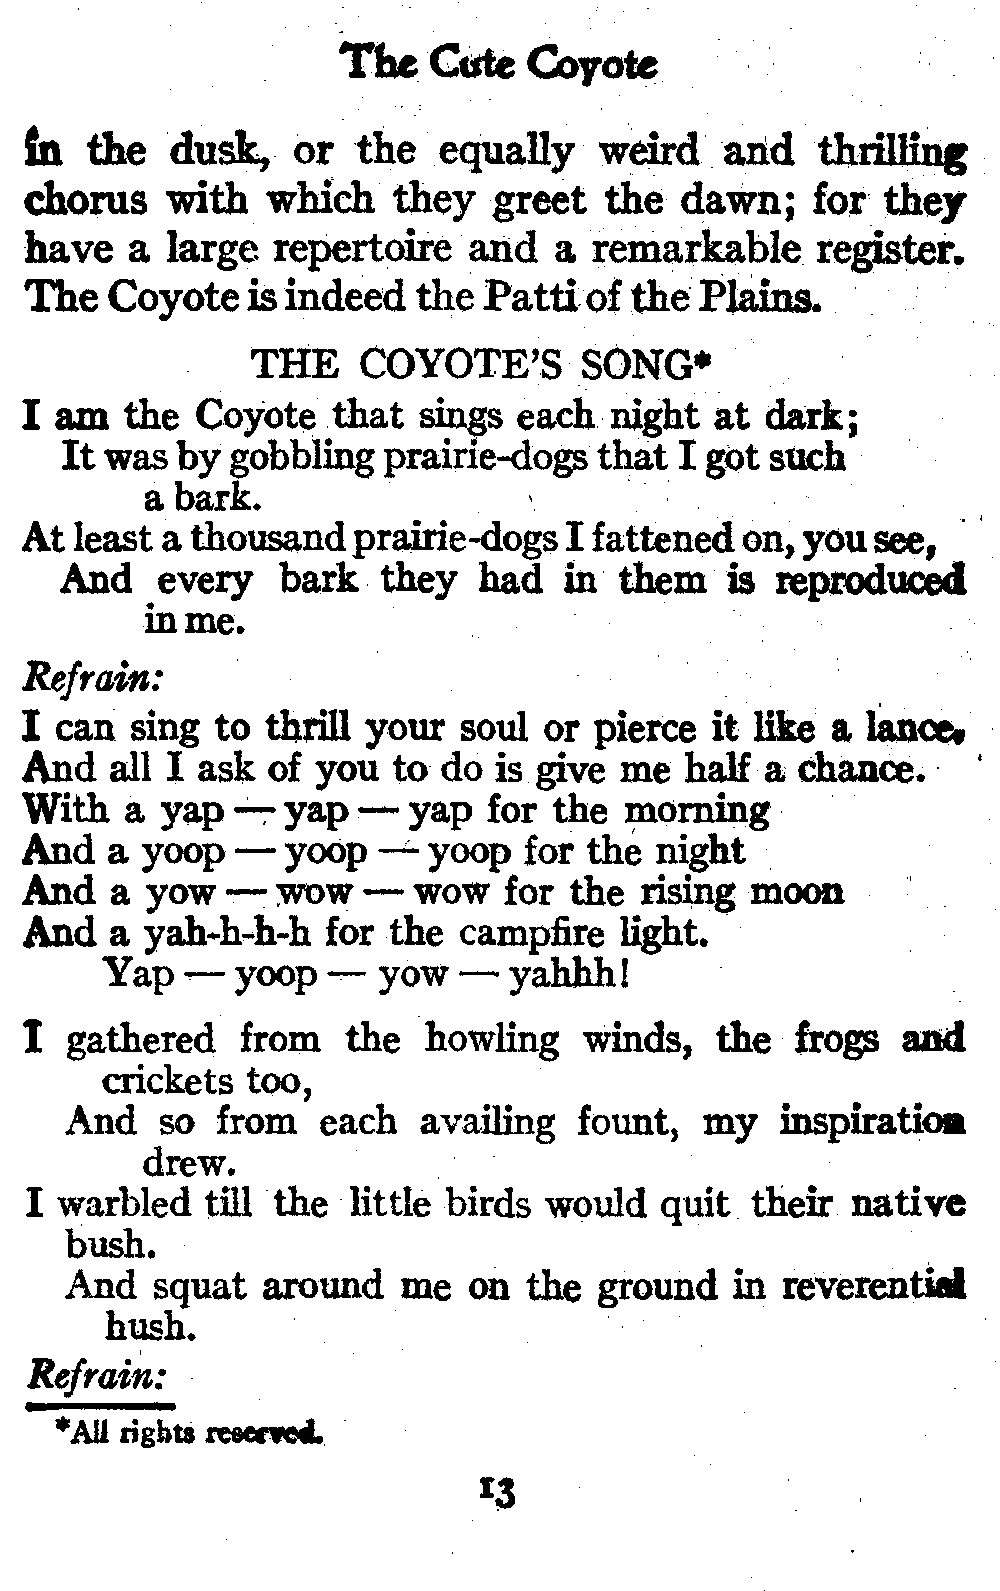 The Cute Coyote
in the dusk, or the equally weird and thrilling
chorus with which they greet the dawn; for they
have a large repertoire and a remarkable register.
The Coyote is indeed the Patti of the Plains.
THE COYOTE'S SONG*
I am the Coyote that sings each night at dark;
It was by gobbling prairie-dogs that I got such
a bark.
At least a thousand prairie-dogs I fattened on, you see,
And every bark they had in them is reproduced
in me.
Refrain:
I can sing to thrill your soul or pierce it like a lance,
And all I ask of you to do is give me half a chance.
With a yap — yap — yap for the morning
And a yoop — yoop — yoop for the night
And a yow — wow — wow for the rising moon
And a yah-h-h-h for the campfire light.
Yap — yoop — yow — yahhh!
I gathered from the howling winds, the frogs and
crickets too,
And so from each availing fount, my inspiration
drew.
I warbled till the little birds would quit their native
bush.
And squat around me on the ground in reverential
hush.
Refrain:
*All rights reserved.
13